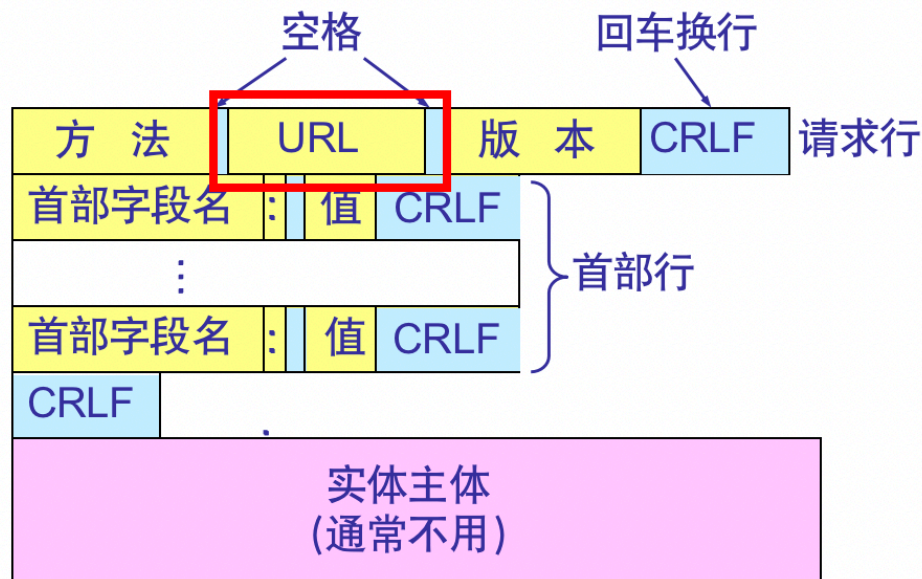 空格 回车换行
方 法 URL 版 本 CRLF 请求行
首部字段名 : 值 CRLF
⋮ 首部行
首部字段名 : 值 CRLF
CRLF
实体主体
(通常不用)